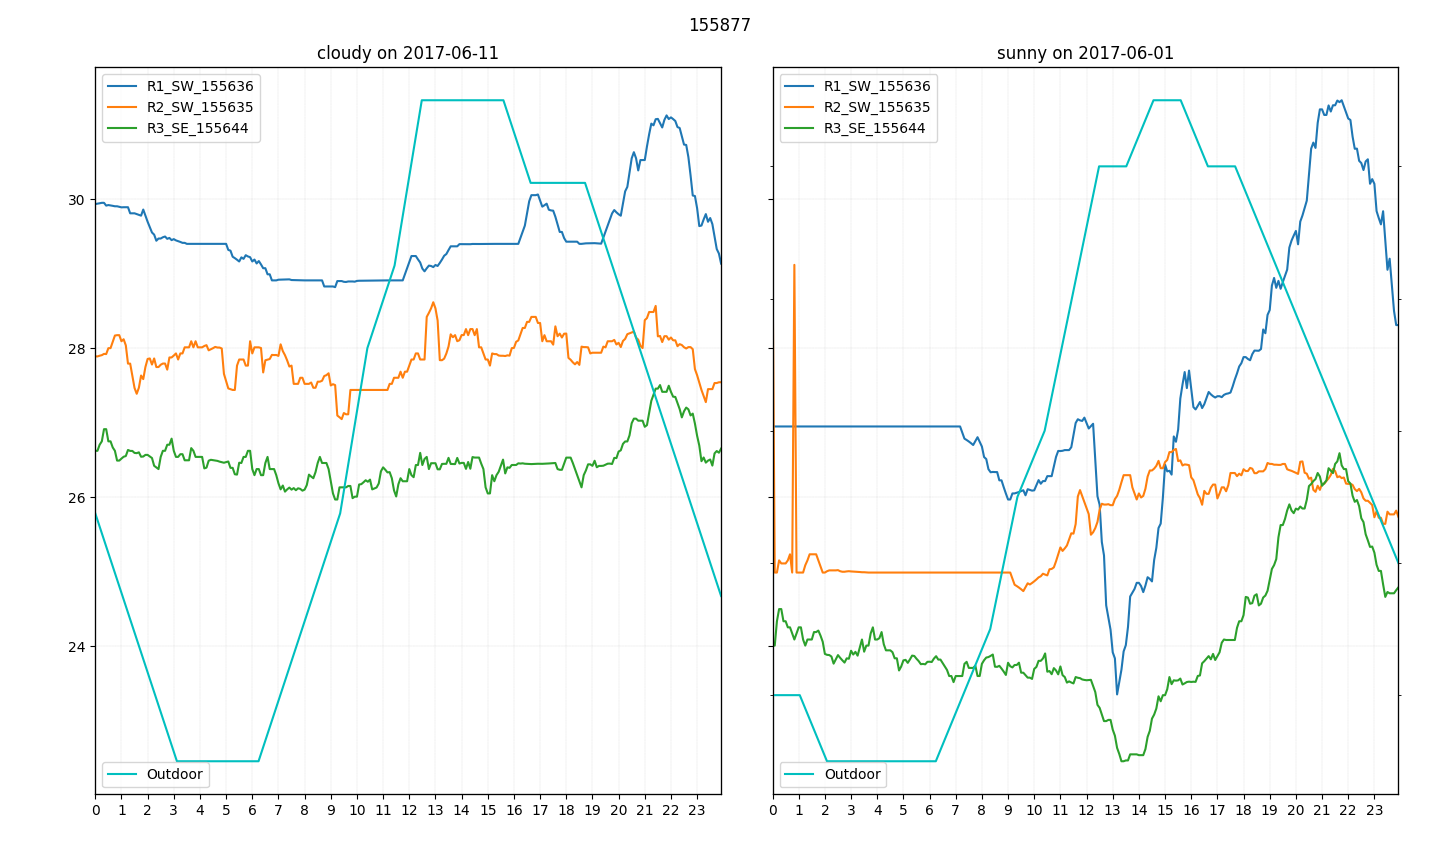 155877
cloudy on 2017-06-11
R1_SW_155636
R2_SW_155635
R3_SE_155644
30
28
26
24
Outdoor
0 1 2 3 4 5 6 7 8 9 10 11 12 13 14 15 16 17 18 19 20 21 22 23
sunny on 2017-06-01
R1_SW_155636
R2_SW_155635
R3_SE_155644
Outdoor
0 1 2 3 4 5 6 7 8 9 10 11 12 13 14 15 16 17 18 19 20 21 22 23